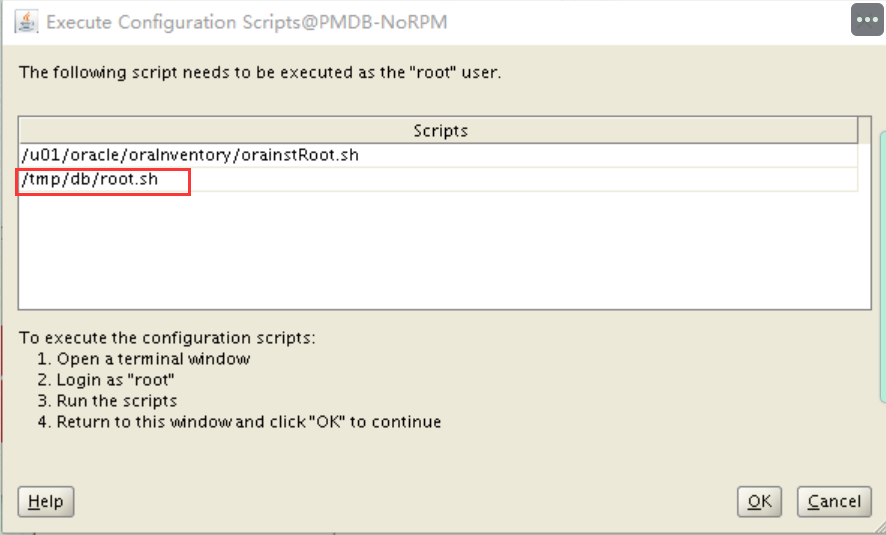 Execute Configuration Scripts@PMDB-NoRPM
The following script needs to be executed as the "root" user.
Scripts
/u01/oracle/oraInventory/orainstRoot.sh
/tmp/db/root.sh
To execute the configuration scripts:
1. Open a terminal window
2. Login as "root"
3. Run the scripts
4. Return to this window and click "OK" to continue
Help
OK
Cancel